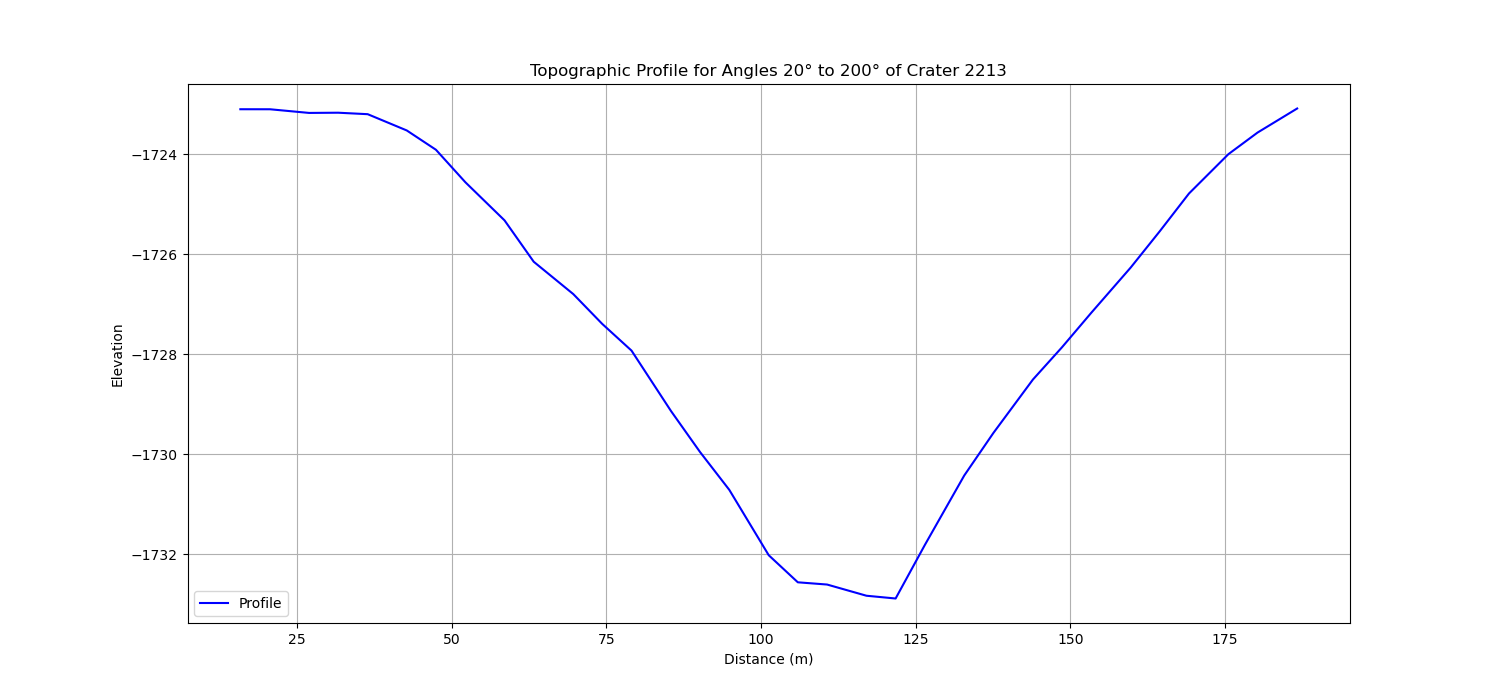 Topographic Profile for Angles 20° to 200° of Crater 2213
Elevation
−1724
−1726
−1728
−1730
−1732
Profile
25 50 75 100 125 150 175
Distance (m)